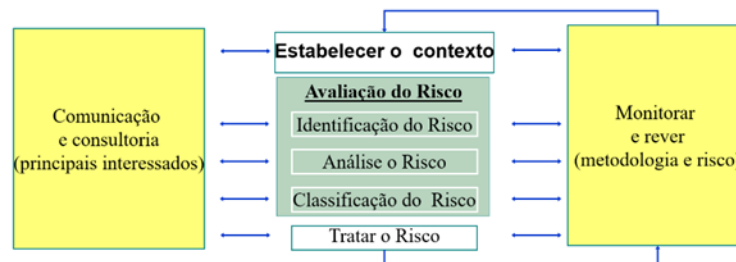 Comunicação
e consultoria
(principais interessados)
Estabelecer o contexto
Avaliação do Risco
Identificação do Risco
Análise o Risco
Classificação do Risco
Tratar o Risco
Monitorar
e rever
(metodologia e risco)